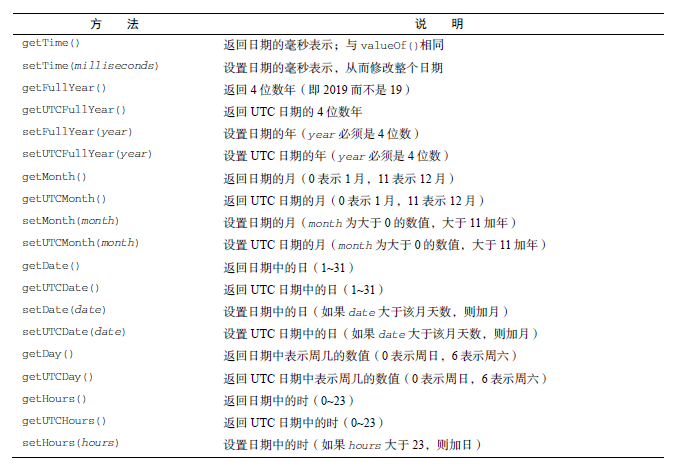 方 法 说 明
getTime() 返回日期的毫秒表示；与 valueOf()相同
setTime(milliseconds) 设置日期的毫秒表示，从而修改整个日期
getFullYear() 返回 4 位数年（即 2019 而不是 19）
getUTCFullYear() 返回 UTC 日期的 4 位数年
setFullYear(year) 设置日期的年（year 必须是 4 位数）
setUTCFullYear(year) 设置 UTC 日期的年（year 必须是 4 位数）
getMonth() 返回日期的月（0 表示 1 月，11 表示 12 月）
getUTCMonth() 返回 UTC 日期的月（0 表示 1 月，11 表示 12 月）
setMonth(month) 设置日期的月（month 为大于 0 的数值，大于 11 加年）
setUTCMonth(month) 设置 UTC 日期的月（month 为大于 0 的数值，大于 11 加年）
getDate() 返回日期中的日（1~31）
getUTCDate() 返回 UTC 日期中的日（1~31）
setDate(date) 设置日期中的日（如果 date 大于该月天数，则加月）
setUTCDate(date) 设置 UTC 日期中的日（如果 date 大于该月天数，则加月）
getDay() 返回日期中表示周几的数值（0 表示周日，6 表示周六）
getUTCDay() 返回 UTC 日期中表示周几的数值（0 表示周日，6 表示周六）
getHours() 返回日期中的时（0~23）
getUTCHours() 返回 UTC 日期中的时（0~23）
setHours(hours) 设置日期中的时（如果 hours 大于 23，则加日）